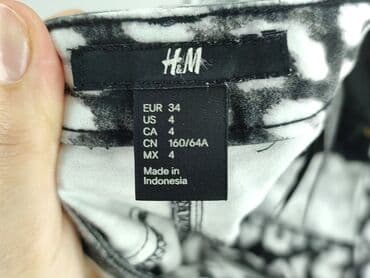 H&M
EUR 34
US 4
CA 4
CN 160/64A
MX 4
Made in
Indonesia